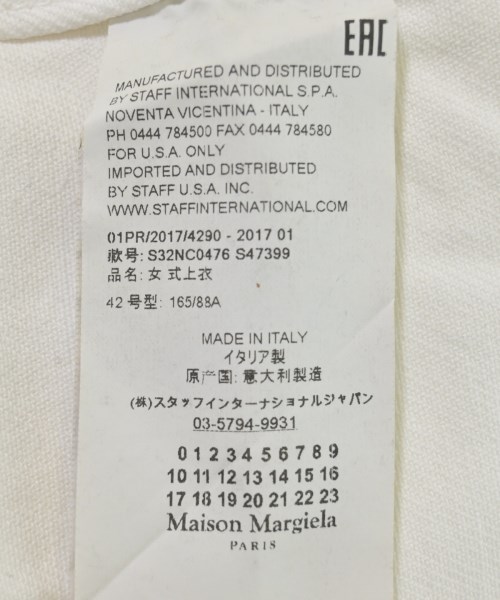 EAC
MANUFACTURED AND DISTRIBUTED
BY STAFF INTERNATIONAL S.P.A.
NOVENTA VICENTINA - ITALY
PH 0444 784500 FAX 0444 784580
FOR U.S.A. ONLY
IMPORTED AND DISTRIBUTED
BY STAFF U.S.A. INC.
WWW.STAFFINTERNATIONAL.COM
01PR/2017/4290 - 2017 01
款号: S32NC0476 S47399
品名: 女 式上衣
42 号型: 165/88A
MADE IN ITALY
イタリア製
原产国: 意大利製造
(株)スタッフインターナショナルジャパン
03-5794-9931
0 1 2 3 4 5 6 7 8 9
10 11 12 13 14 15 16
17 18 19 20 21 22 23
Maison Margiela
PARIS